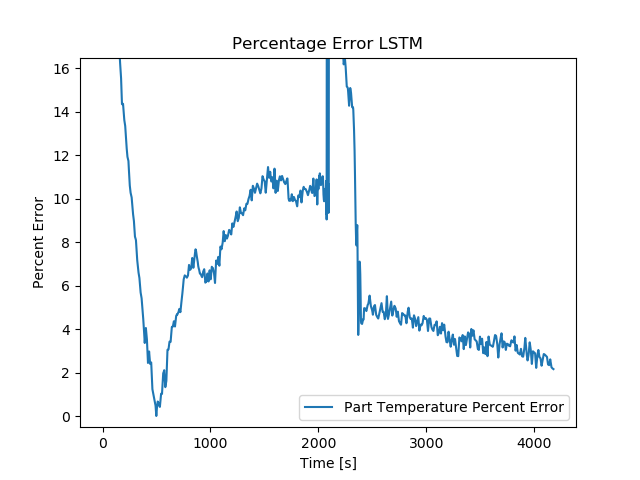 Percentage Error LSTM
16
14
12
10
8
6
4
2
0
Percent Error
Part Temperature Percent Error
0 1000 2000 3000 4000
Time [s]